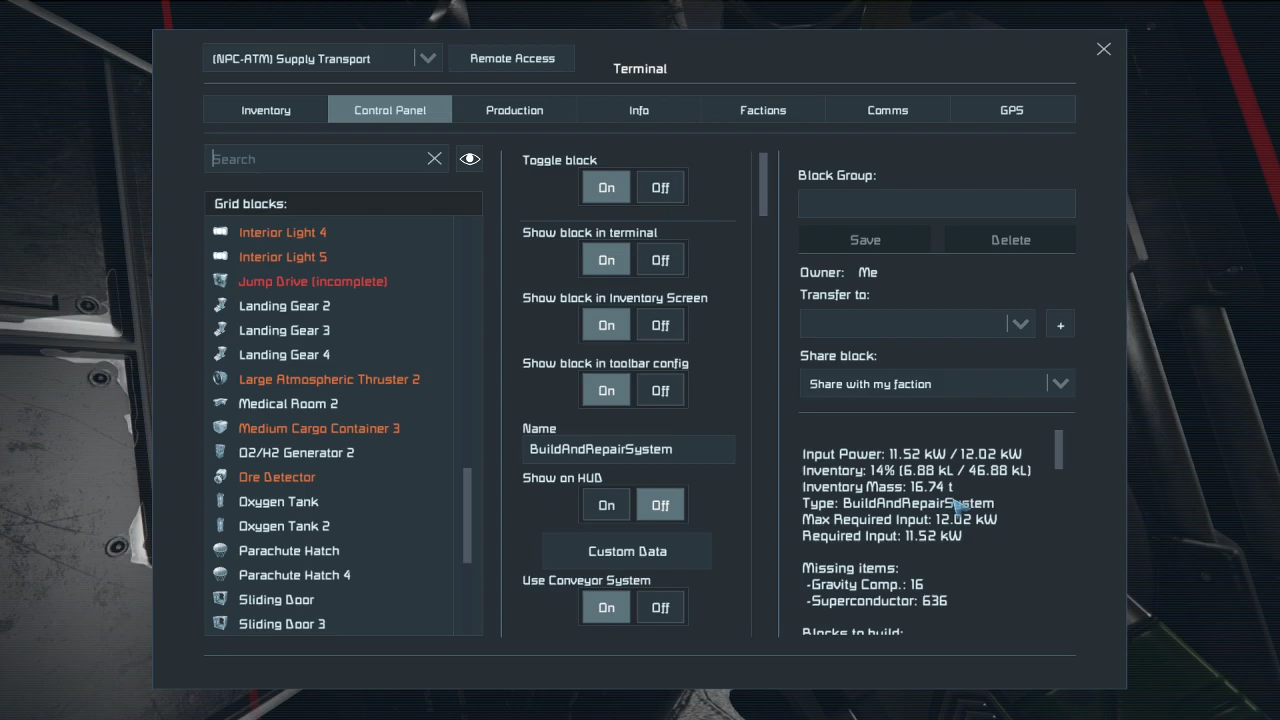 (NPC-ATM) Supply Transport
Remote Access
Terminal
Inventory
Control Panel
Production
Info
Factions
Comms
GPS
Search
Grid blocks:
Interior Light 4
Interior Light 5
Jump Drive (incomplete)
Landing Gear 2
Landing Gear 3
Landing Gear 4
Large Atmospheric Thruster 2
Medical Room 2
Medium Cargo Container 3
O2/H2 Generator 2
Ore Detector
Oxygen Tank
Oxygen Tank 2
Parachute Hatch
Parachute Hatch 4
Sliding Door
Sliding Door 3
Toggle block
On Off
Show block in terminal
On Off
Show block in Inventory Screen
On Off
Show block in toolbar config
On Off
Name
BuildAndRepairSystem
Show on HUD
On Off
Custom Data
Use Conveyor System
On Off
Block Group:
Save Delete
Owner: Me
Transfer to:
+
Share block:
Share with my faction
Input Power: 11.52 kW / 12.02 kW
Inventory: 14% (6.88 kL / 46.88 kL)
Inventory Mass: 16.74 t
Type: BuildAndRepairSystem
Max Required Input: 12.02 kW
Required Input: 11.52 kW
Missing items:
-Gravity Comp.: 16
-Superconductor: 636
Blocks to build: